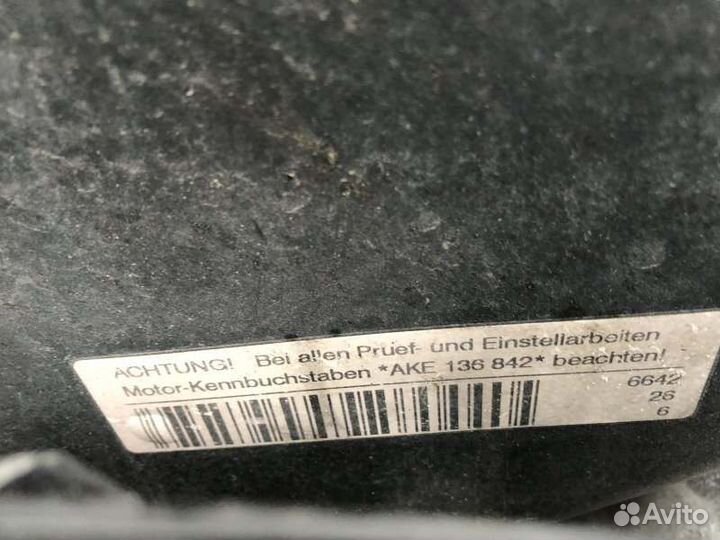 ACHTUNG! Bei allen Pruef- und Einstellarbeiten
Motor-Kennbuchstaben *AKE 136 842* beachten!
6642
26
6
Avito